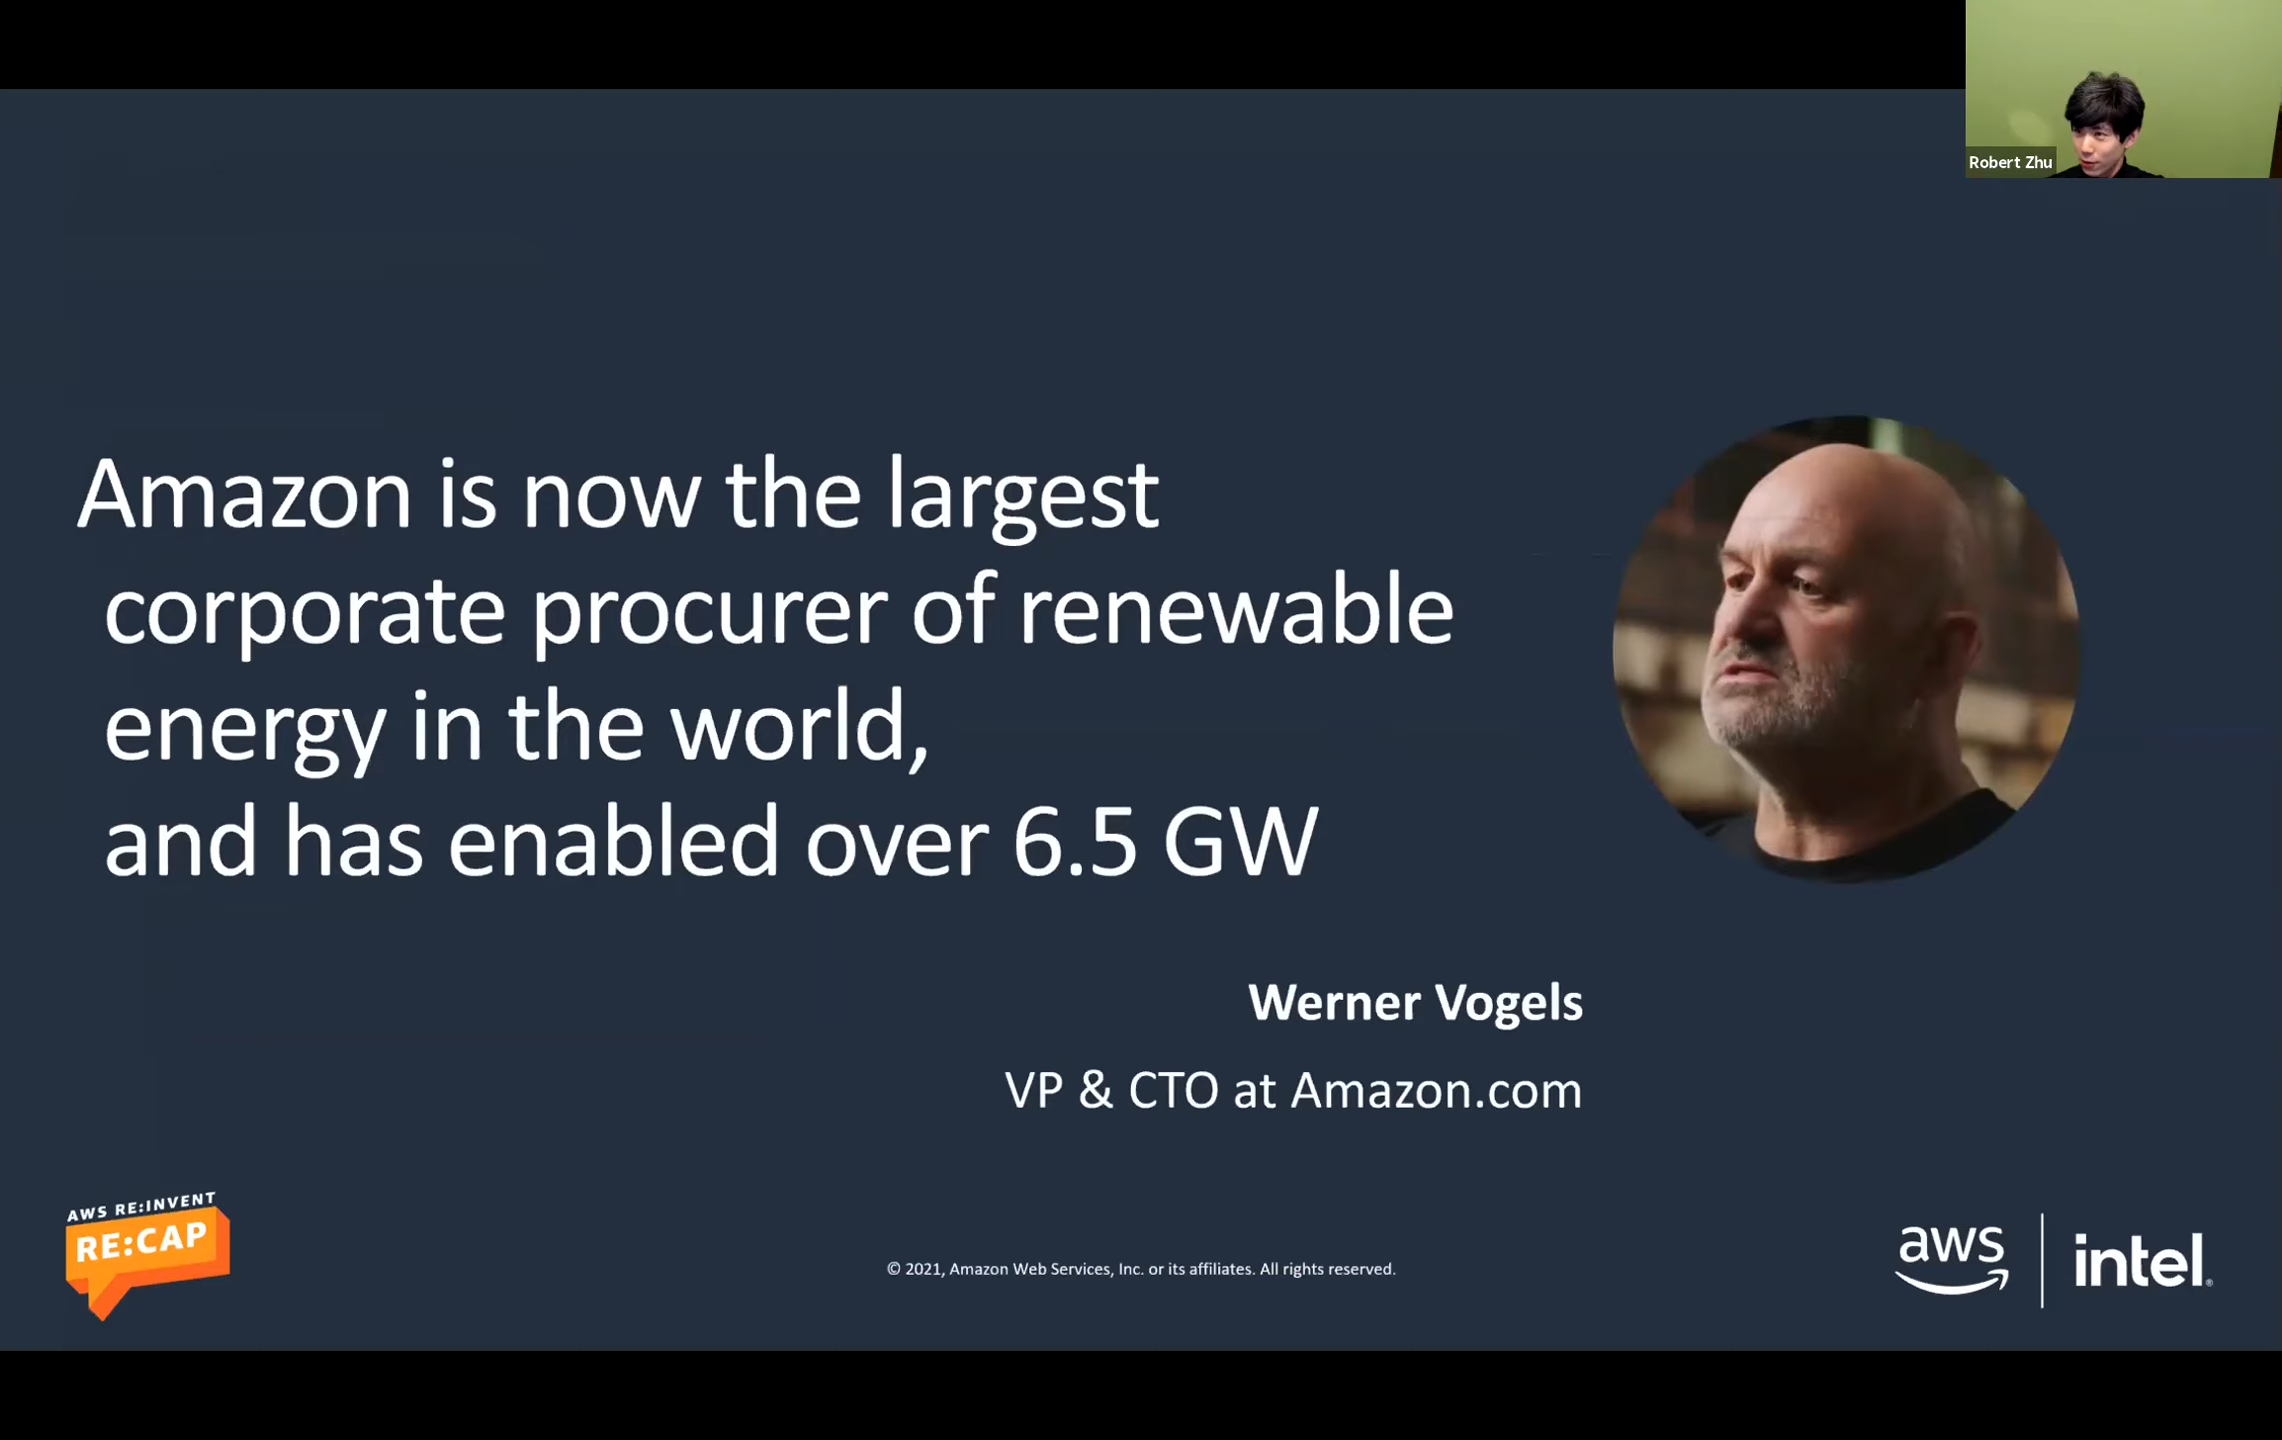 Robert Zhu
Amazon is now the largest
corporate procurer of renewable
energy in the world,
and has enabled over 6.5 GW
Werner Vogels
VP & CTO at Amazon.com
AWS RE:INVENT
RE:CAP
© 2021, Amazon Web Services, Inc. or its affiliates. All rights reserved.
aws
intel®